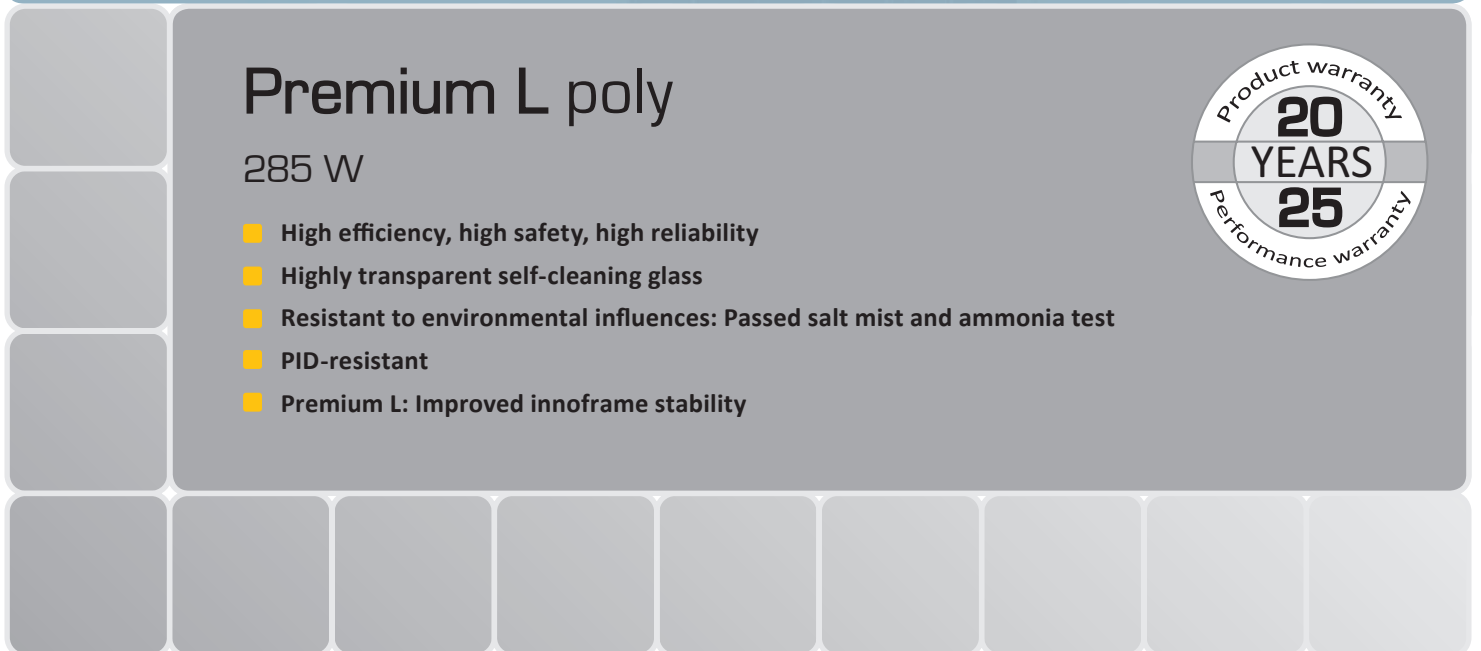 Premium L poly
285 W
High efficiency, high safety, high reliability
Highly transparent self-cleaning glass
Resistant to environmental influences: Passed salt mist and ammonia test
PID-resistant
Premium L: Improved innoframe stability
Product warranty
20
YEARS
25
Performance warranty